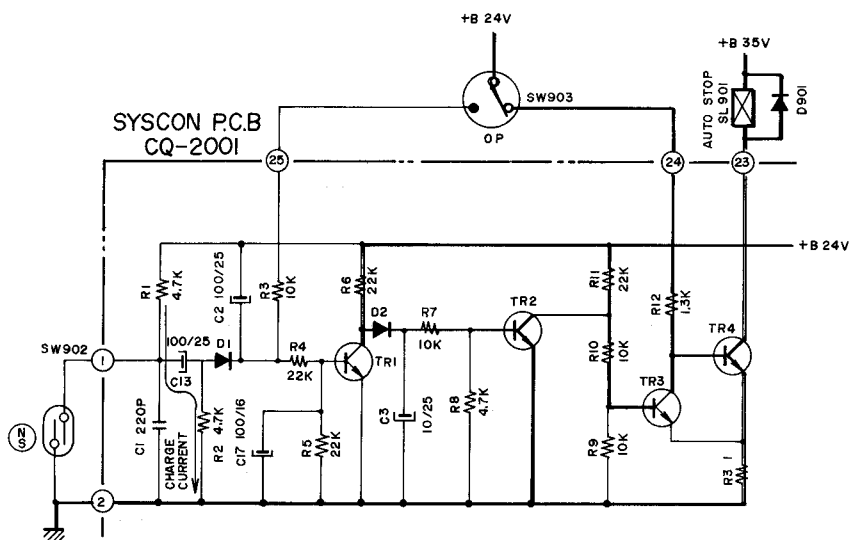 +B 24V
+B 35V
SW903
AUTO STOP
SL 901
D901
SYSCON P.C.B
CQ-2001
OP
25
24
23
+B 24V
R1
4.7K
C2 100/25
R3
10K
R6
22K
R11
22K
R12
1.3K
D2
R7
10K
TR2
TR4
SW902
1
100/25
C13
D1
R4
22K
TR1
R10
10K
TR3
N
S
C1 220P
CHARGE
CURRENT
R2 4.7K
C17 100/16
R5
22K
C3
10/25
R8
4.7K
R9
10K
R3 1
2